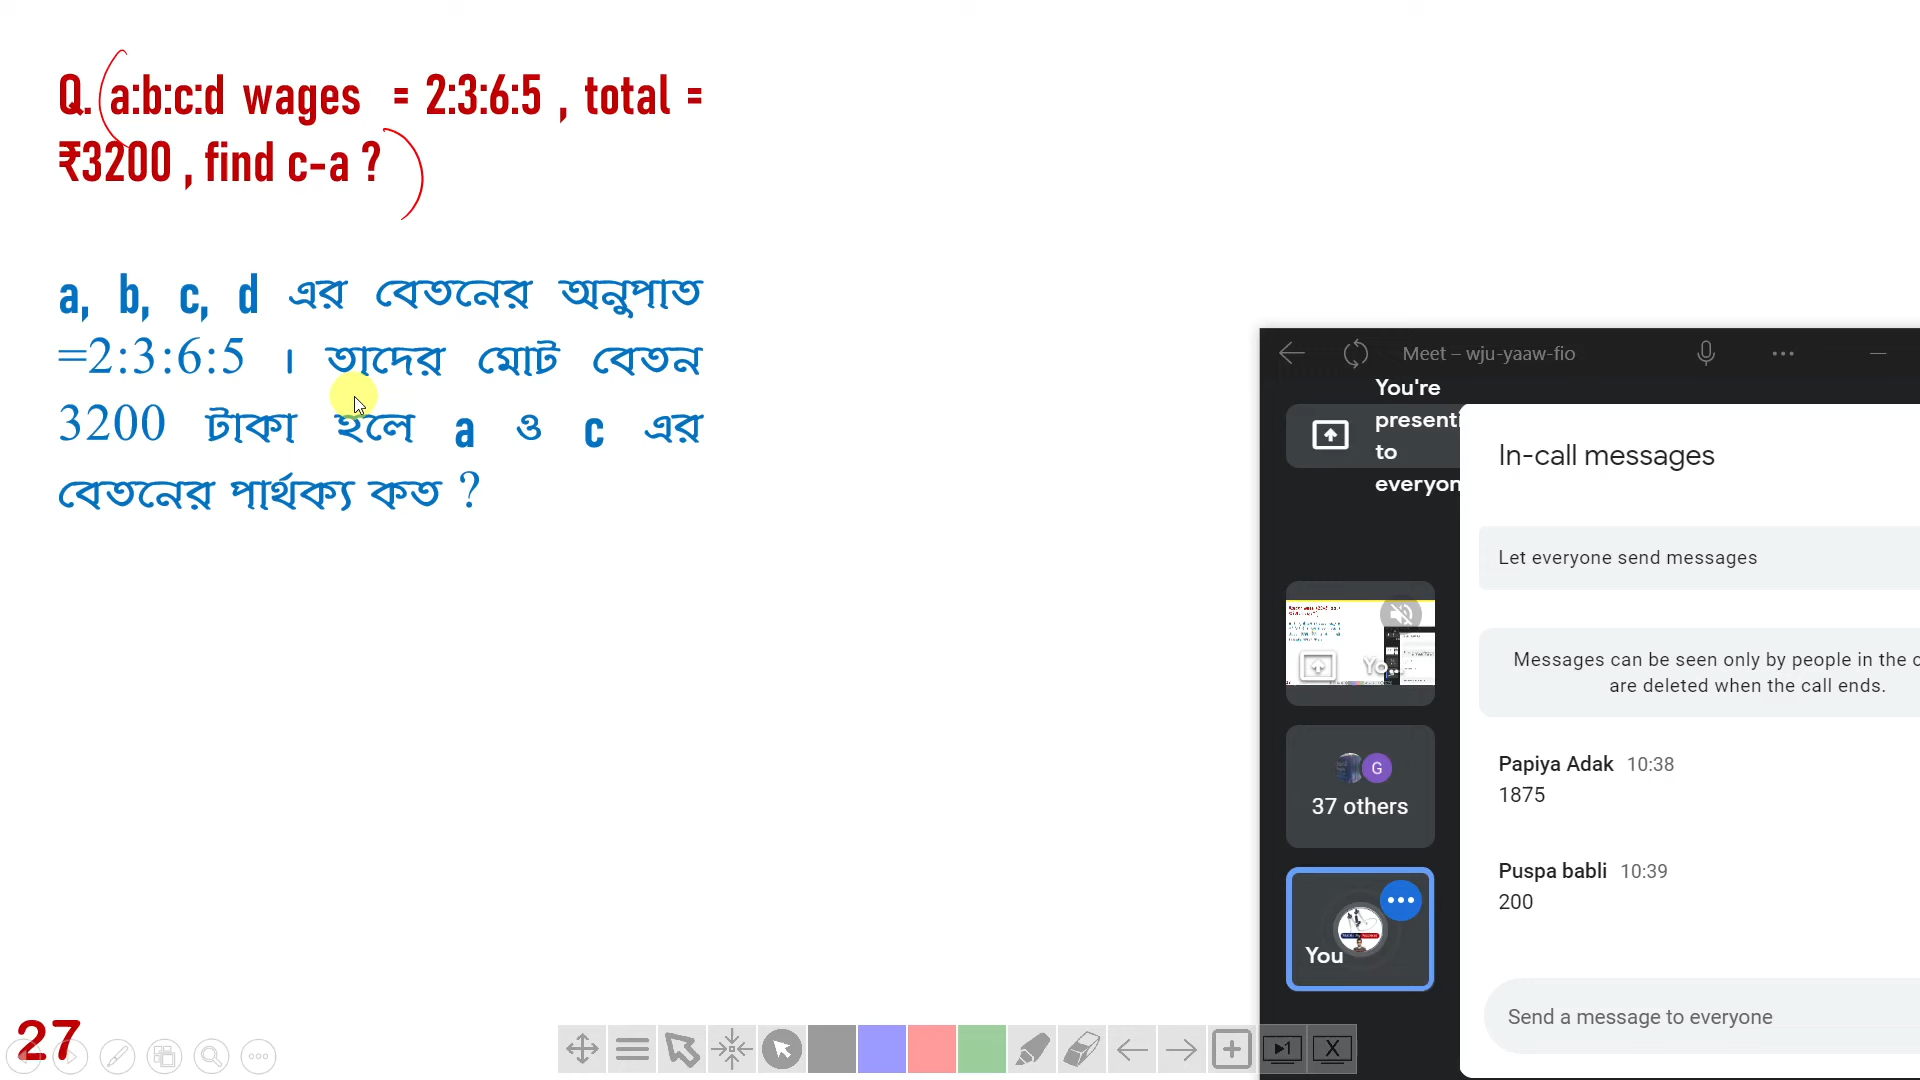 Q. a:b:c:d wages = 2:3:6:5 , total =
₹3200 , find c-a ?
a, b, c, d এর বেতনের অনুপাত
=2:3:6:5 । তাদের মোট বেতন
3200 টাকা হলে a ও c এর
বেতনের পার্থক্য কত ?
27
Meet – wju-yaaw-fio
You're
presenti
to
everyon
In-call messages
Let everyone send messages
Messages can be seen only by people in the c
are deleted when the call ends.
G
37 others
Papiya Adak 10:38
1875
Puspa babli 10:39
200
You
Send a message to everyone
1 X